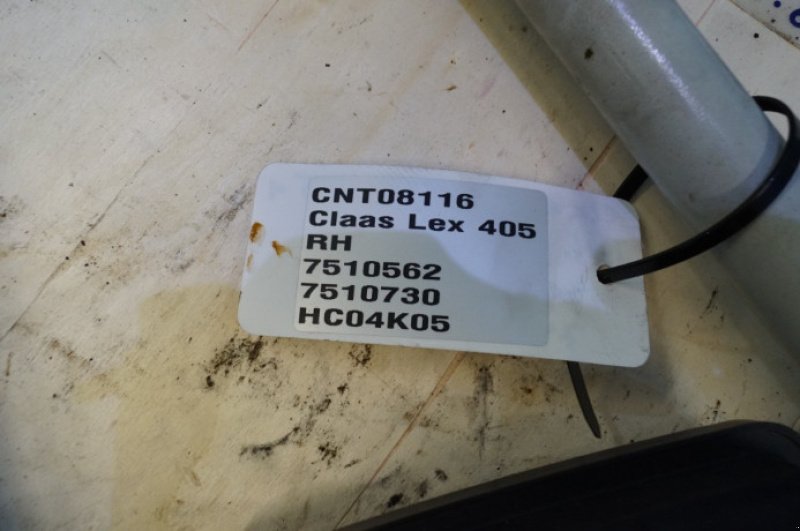 CNT08116
Claas Lex 405
RH
7510562
7510730
HC04K05